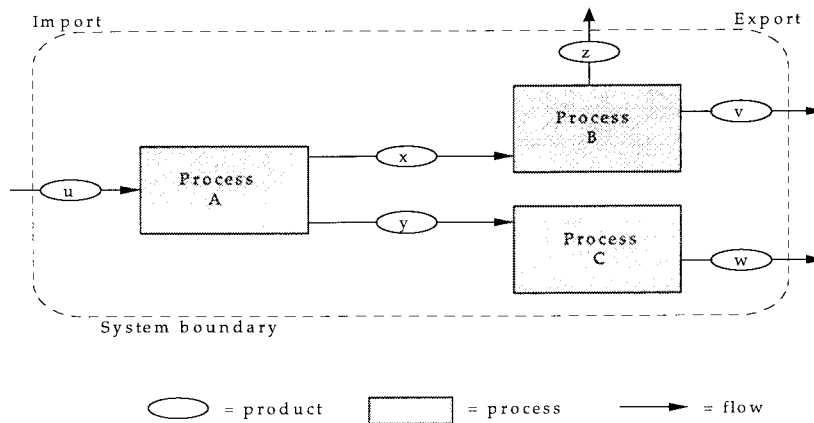 Import
Export
z
Process
B
v
x
Process
A
u
y
Process
C
w
System boundary
= product
= process
= flow